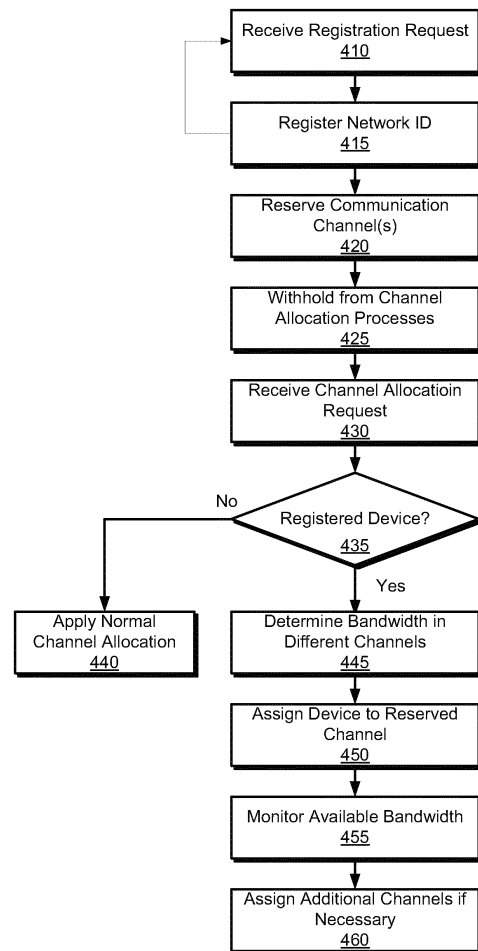 Receive Registration Request
410
Register Network ID
415
Reserve Communication
Channel(s)
420
Withhold from Channel
Allocation Processes
425
Receive Channel Allocatioin
Request
430
Registered Device?
435
No
Yes
Apply Normal
Channel Allocation
440
Determine Bandwidth in
Different Channels
445
Assign Device to Reserved
Channel
450
Monitor Available Bandwidth
455
Assign Additional Channels if
Necessary
460